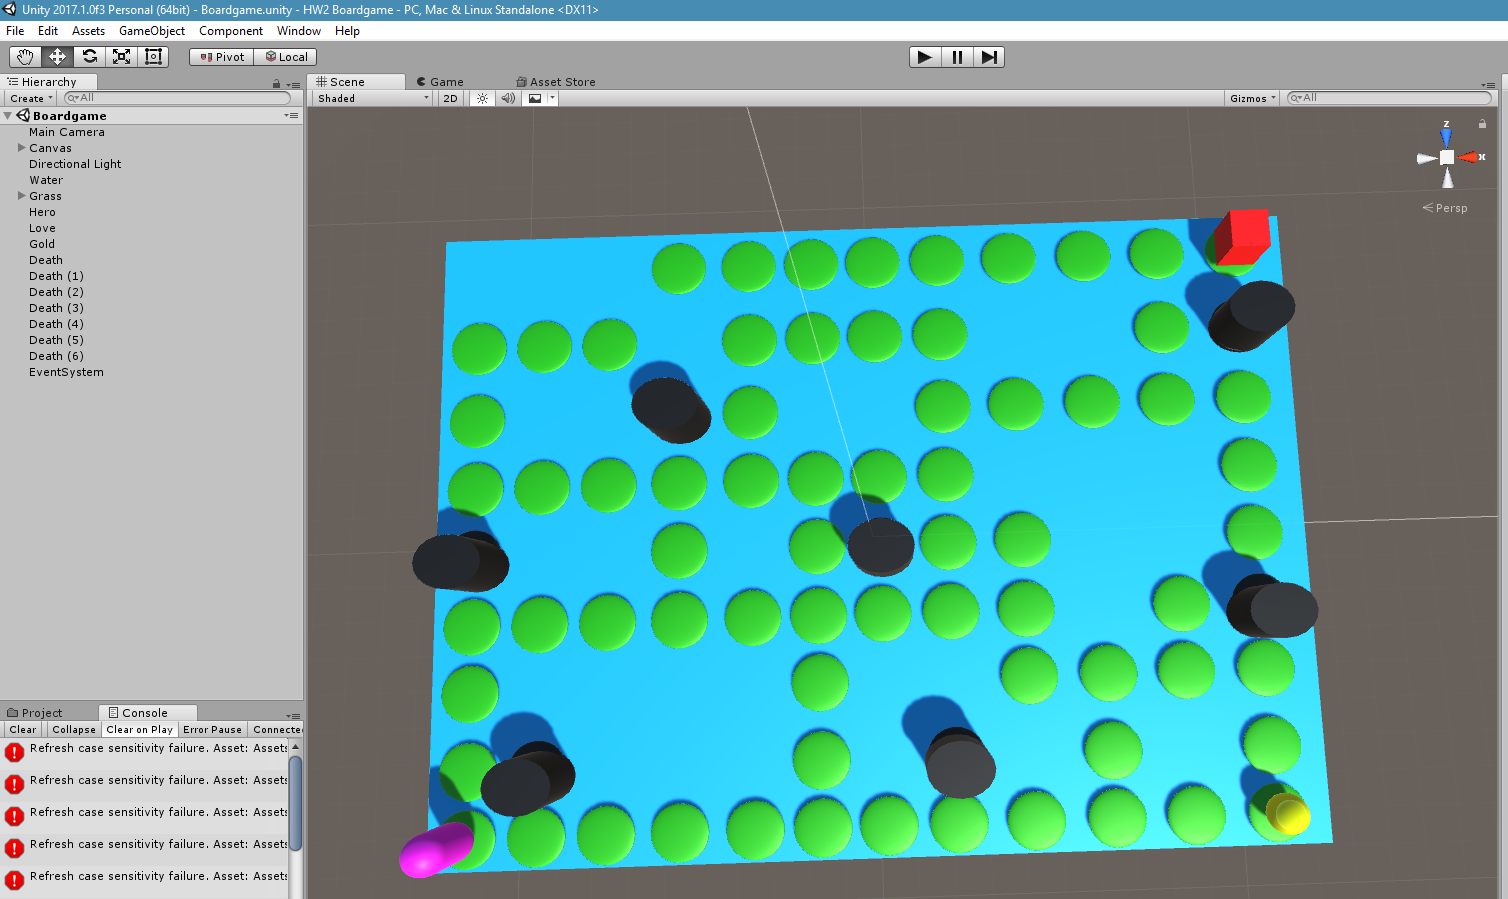 Unity 2017.1.0f3 Personal (64bit) - Boardgame.unity - HW2 Boardgame - PC, Mac & Linux Standalone <DX11>
File Edit Assets GameObject Component Window Help
Pivot Local
Hierarchy
Create All
Boardgame
Main Camera
Canvas
Directional Light
Water
Grass
Hero
Love
Gold
Death
Death (1)
Death (2)
Death (3)
Death (4)
Death (5)
Death (6)
EventSystem
Scene Game Asset Store
Shaded 2D Gizmos All
z
x
Persp
Project Console
Clear Collapse Clear on Play Error Pause Connecte
Refresh case sensitivity failure. Asset: Assets
Refresh case sensitivity failure. Asset: Assets
Refresh case sensitivity failure. Asset: Assets
Refresh case sensitivity failure. Asset: Assets
Refresh case sensitivity failure. Asset: Assets